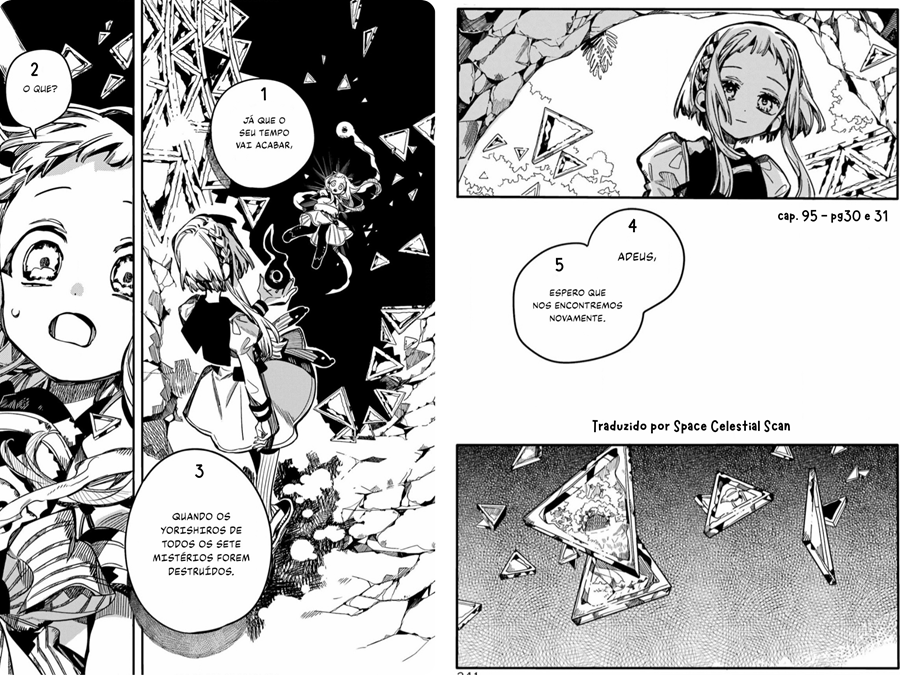 1
JÁ QUE O
SEU TEMPO
VAI ACABAR,
2
O QUE?
3
QUANDO OS
YORISHIROS DE
TODOS OS SETE
MISTÉRIOS FOREM
DESTRUÍDOS.
cap. 95 – pg30 e 31
4
ADEUS,
5
ESPERO QUE
NOS ENCONTREMOS
NOVAMENTE.
Traduzido por Space Celestial Scan